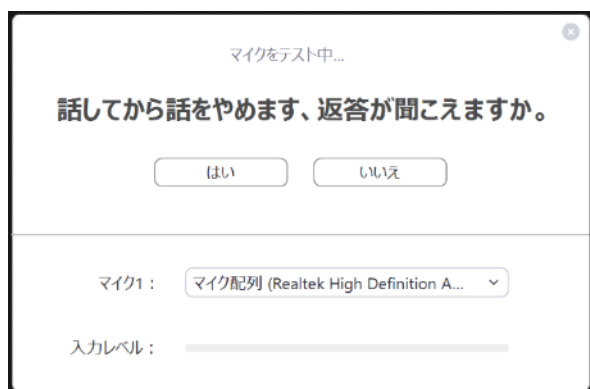 マイクをテスト中...
話してから話をやめます、返答が聞こえますか。
はい いいえ
マイク1： マイク配列 (Realtek High Definition A...
入力レベル：